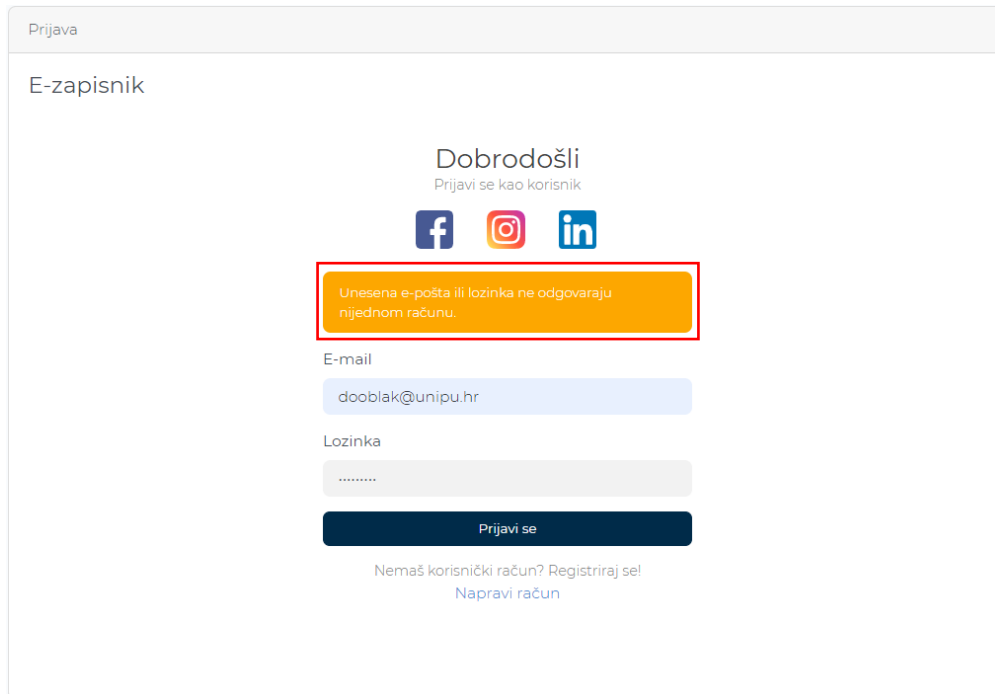 Prijava
E-zapisnik
Dobrodošli
Prijavi se kao korisnik
Unesena e-pošta ili lozinka ne odgovaraju
nijednom računu.
E-mail
dooblak@unipu.hr
Lozinka
·········
Prijavi se
Nemaš korisnički račun? Registriraj se!
Napravi račun